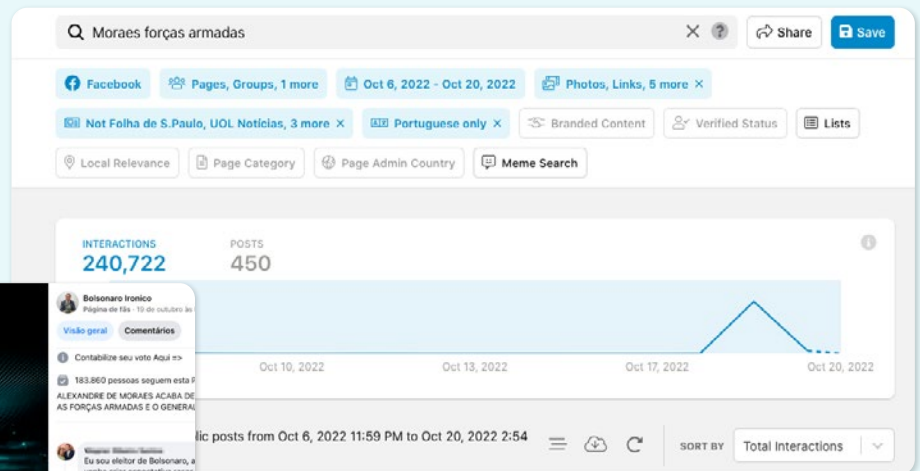 Moraes forças armadas
Share
Save
Facebook
Pages, Groups, 1 more
Oct 6, 2022 - Oct 20, 2022
Photos, Links, 5 more ×
Not Folha de S.Paulo, UOL Notícias, 3 more ×
Portuguese only ×
Branded Content
Verified Status
Lists
Local Relevance
Page Category
Page Admin Country
Meme Search
INTERACTIONS
240,722
POSTS
450
Oct 10, 2022
Oct 13, 2022
Oct 17, 2022
Oct 20, 2022
Bolsonaro Ironico
Página de fãs · 19 de outubro às
Visão geral
Comentários
Contabilize seu voto Aqui =>
183.860 pessoas seguem esta P
ALEXANDRE DE MORAES ACABA DE
AS FORÇAS ARMADAS E O GENERAL
Eu sou eleitor de Bolsonaro, a
lic posts from Oct 6, 2022 11:59 PM to Oct 20, 2022 2:54
SORT BY
Total Interactions